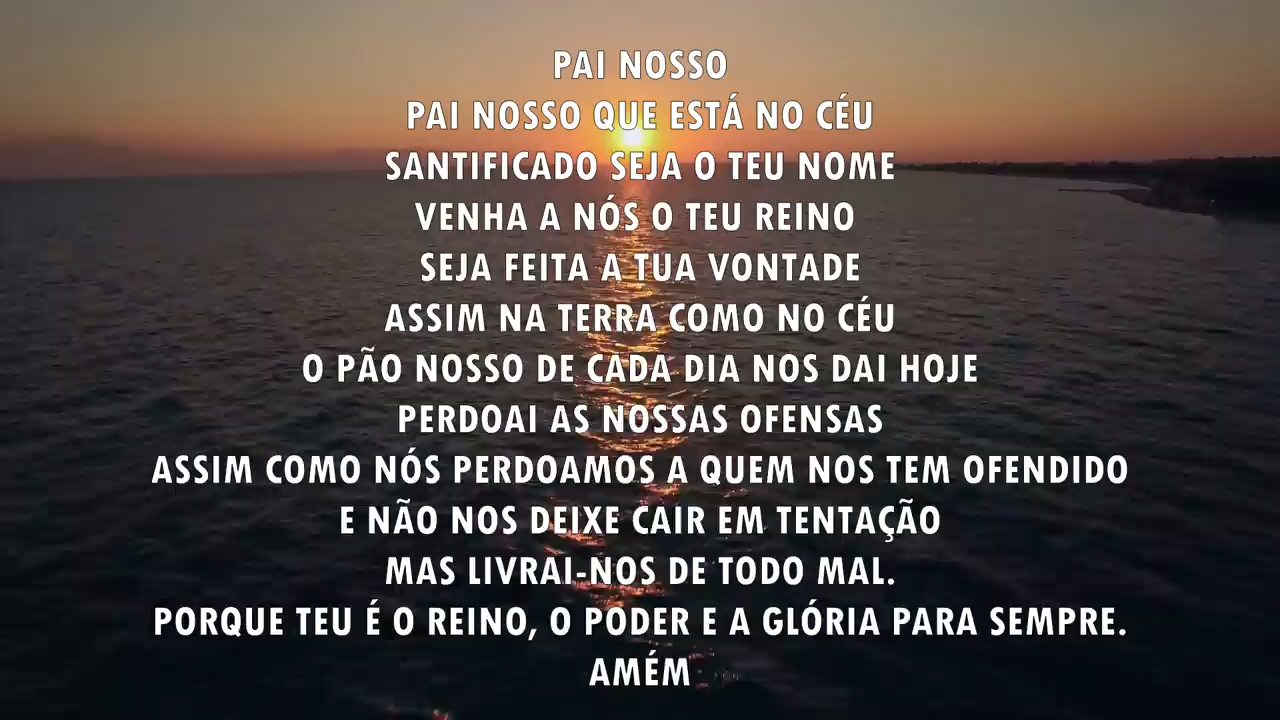 PAI NOSSO
PAI NOSSO QUE ESTÁ NO CÉU
SANTIFICADO SEJA O TEU NOME
VENHA A NÓS O TEU REINO
SEJA FEITA A TUA VONTADE
ASSIM NA TERRA COMO NO CÉU
O PÃO NOSSO DE CADA DIA NOS DAI HOJE
PERDOAI AS NOSSAS OFENSAS
ASSIM COMO NÓS PERDOAMOS A QUEM NOS TEM OFENDIDO
E NÃO NOS DEIXE CAIR EM TENTAÇÃO
MAS LIVRAI-NOS DE TODO MAL.
PORQUE TEU É O REINO, O PODER E A GLÓRIA PARA SEMPRE.
AMÉM